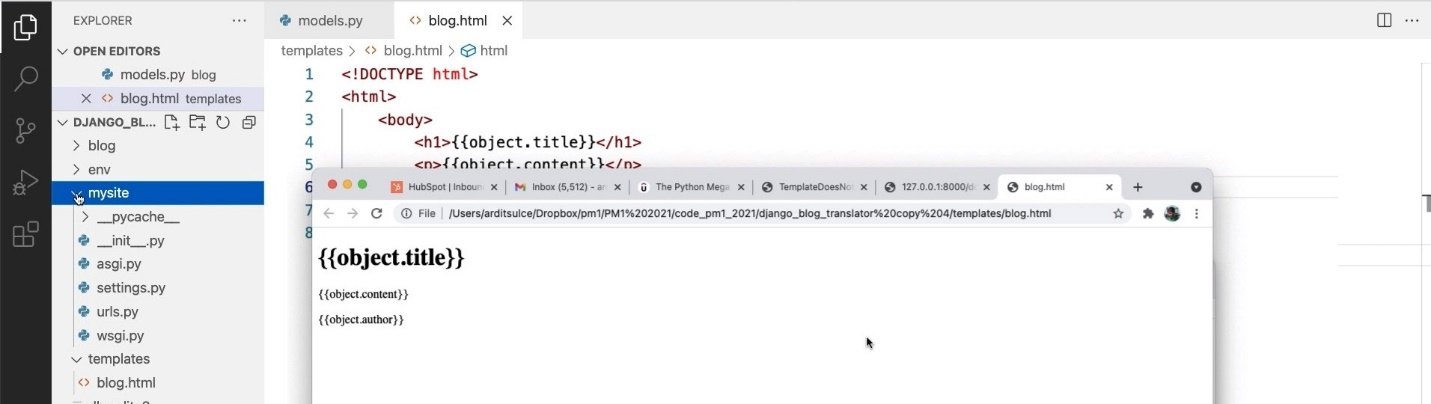 EXPLORER ...
OPEN EDITORS
models.py blog
blog.html templates
DJANGO_BL...
blog
env
mysite
__pycache__
__init__.py
asgi.py
settings.py
urls.py
wsgi.py
templates
blog.html
models.py
blog.html
templates > blog.html > html
1 <!DOCTYPE html>
2 <html>
3 <body>
4 <h1>{{object.title}}</h1>
5 <p>{{object.content}}</p>
6
7
8
HubSpot | Inboun
Inbox (5,512) - ar
The Python Mega
TemplateDoesNo
127.0.0.1:8000/d
blog.html
File | /Users/arditsulce/Dropbox/pm1/PM1%202021/code_pm1_2021/django_blog_translator%20copy%204/templates/blog.html
{{object.title}}
{{object.content}}
{{object.author}}